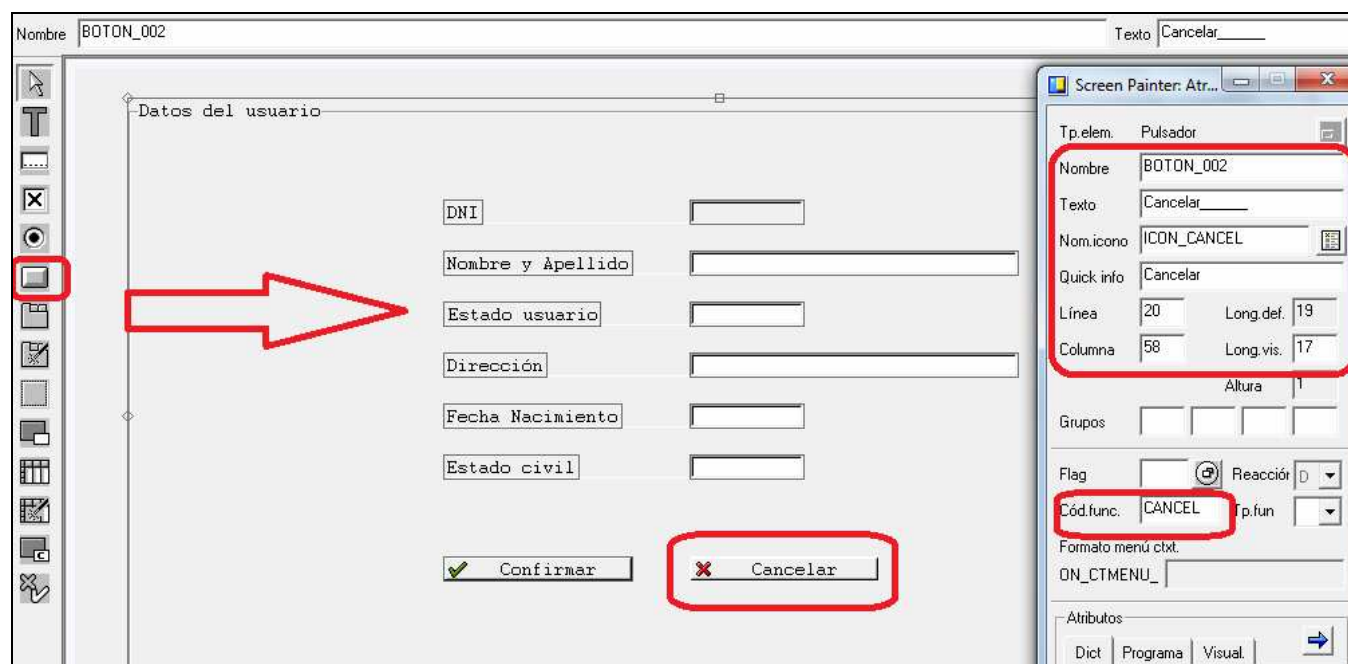 Nombre BOTON_002 Texto Cancelar______
Screen Painter: Atr...
Datos del usuario
Tp.elem. Pulsador
Nombre BOTON_002
Texto Cancelar______
DNI
Nom.icono ICON_CANCEL
Nombre y Apellido
Quick info Cancelar
Estado usuario
Línea 20 Long.def. 19
Columna 58 Long.vis. 17
Dirección
Altura 1
Fecha Nacimiento
Grupos
Estado civil
Flag Reacciór D
Cód.func. CANCEL Tp.fun
Formato menú ctxt.
Confirmar Cancelar
ON_CTMENU_
Atributos
Dict Programa Visual.